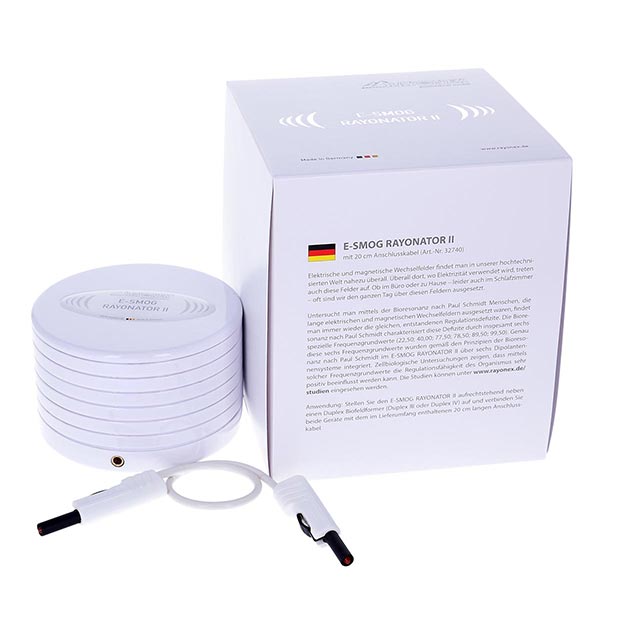 E-SMOG
RAYONATOR II
Made in Germany
www.rayonex.de
E-SMOG RAYONATOR II
mit 20 cm Anschlusskabel (Art.-Nr. 32740)
Elektrische und magnetische Wechselfelder findet man in unserer hochtechni-
sierten Welt nahezu überall. Überall dort, wo Elektrizität verwendet wird, treten
auch diese Felder auf. Ob im Büro oder zu Hause – leider auch im Schlafzimmer
– oft sind wir den ganzen Tag über diesen Feldern ausgesetzt.
Untersucht man mittels der Bioresonanz nach Paul Schmidt Menschen, die
lange elektrischen und magnetischen Wechselfeldern ausgesetzt waren, findet
man immer wieder die gleichen, entstandenen Regulationsdefizite. Die Biore-
sonanz nach Paul Schmidt charakterisiert diese Defizite durch insgesamt sechs
spezielle Frequenzgrundwerte (22,50; 40,00; 77,50; 78,50; 89,50; 99,50). Genau
diese sechs Frequenzgrundwerte wurden gemäß den Prinzipien der Bioreso-
nanz nach Paul Schmidt im E-SMOG RAYONATOR II über sechs Dipolanten-
nensysteme integriert. Zellbiologische Untersuchungen zeigen, dass mittels
solcher Frequenzgrundwerte die Regulationsfähigkeit des Organismus sehr
positiv beeinflusst werden kann. Die Studien können unter www.rayonex.de/
studien eingesehen werden.
Anwendung: Stellen Sie den E-SMOG RAYONATOR II aufrechtstehend neben
einen Duplex Biofeldformer (Duplex III oder Duplex IV) auf und verbinden Sie
beide Geräte mit dem im Lieferumfang enthaltenen 20 cm langen Anschluss-
kabel
E-SMOG
RAYONATOR II